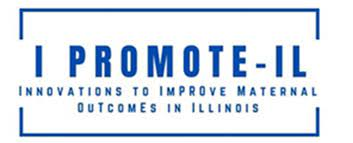 I PROMOTE-IL
INNOVATIONS TO IMPROVE MATERNAL
OUTCOMES IN ILLINOIS